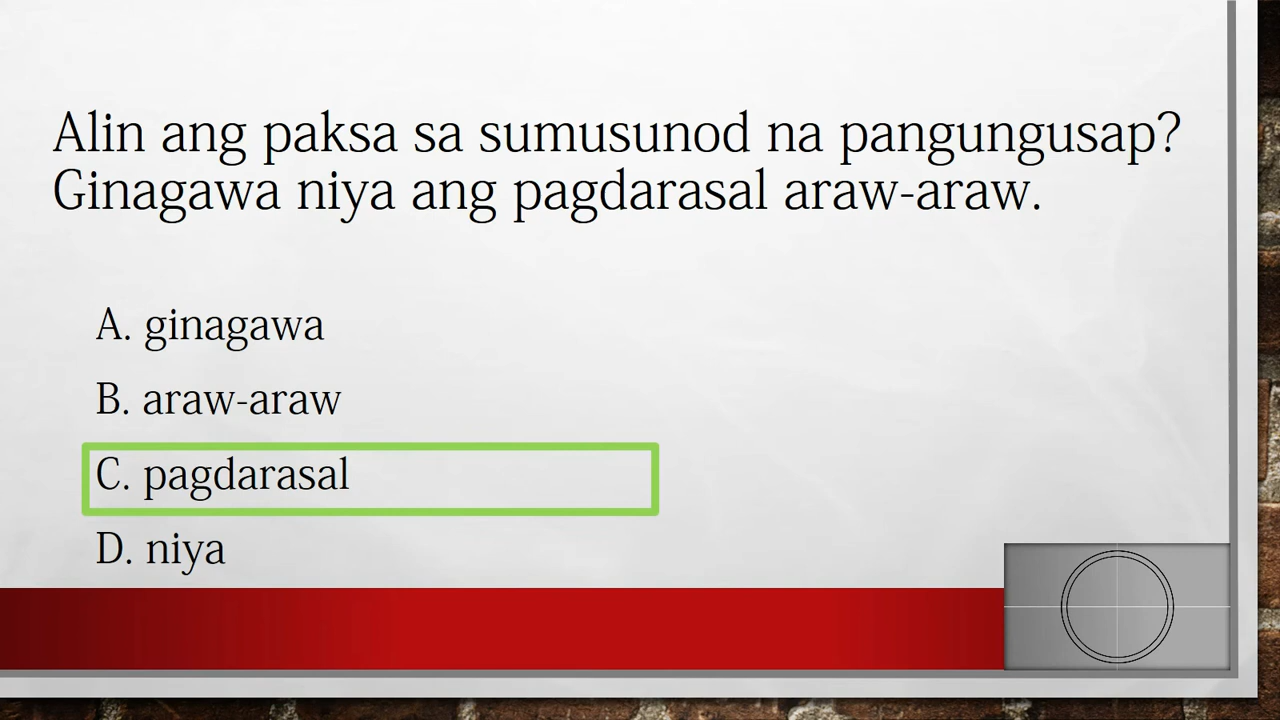 Alin ang paksa sa sumusunod na pangungusap?
Ginagawa niya ang pagdarasal araw-araw.
A. ginagawa
B. araw-araw
C. pagdarasal
D. niya